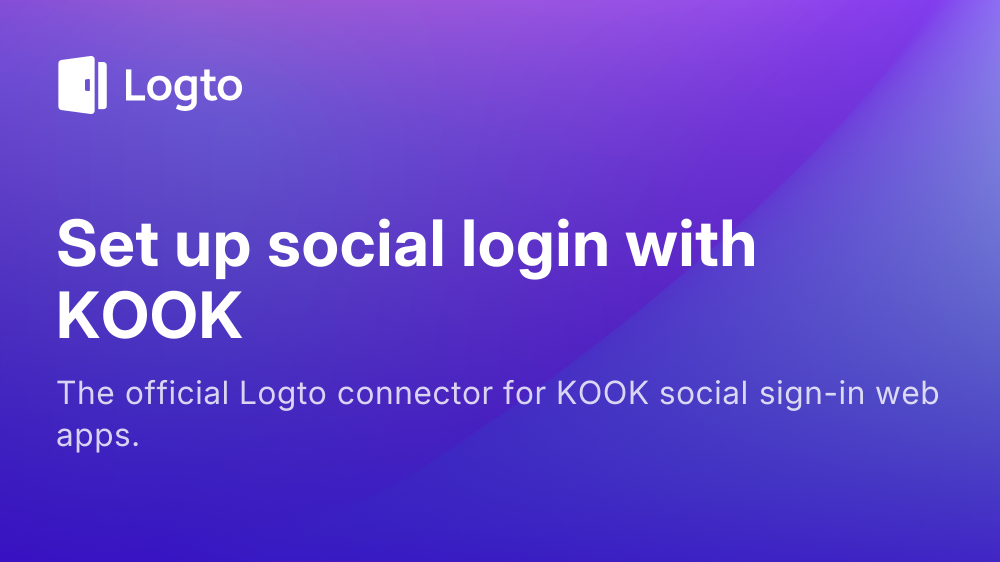 Logto
Set up social login with
KOOK
The official Logto connector for KOOK social sign-in web
apps.